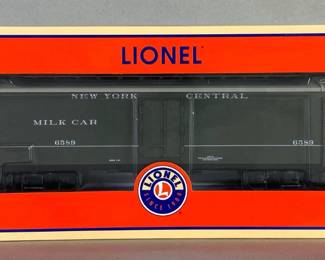 LIONEL
NEW YORK CENTRAL
MILK CAR
6589 6589
LIONEL
SINCE 1900